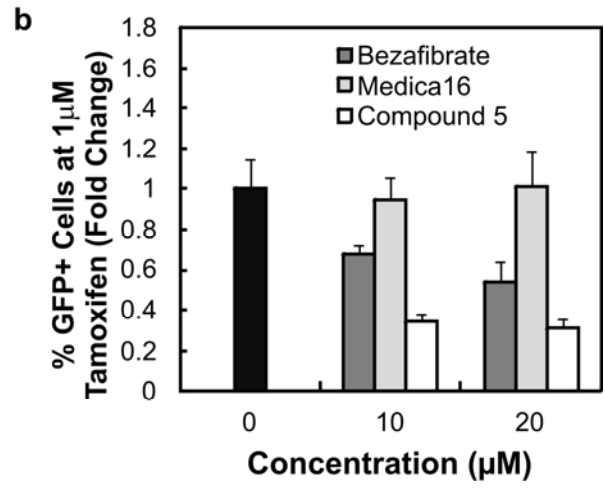 b
% GFP+ Cells at 1µM
Tamoxifen (Fold Change)
1.8
1.6
1.4
1.2
1
0.8
0.6
0.4
0.2
0
Bezafibrate
Medica16
Compound 5
0 10 20
Concentration (µM)